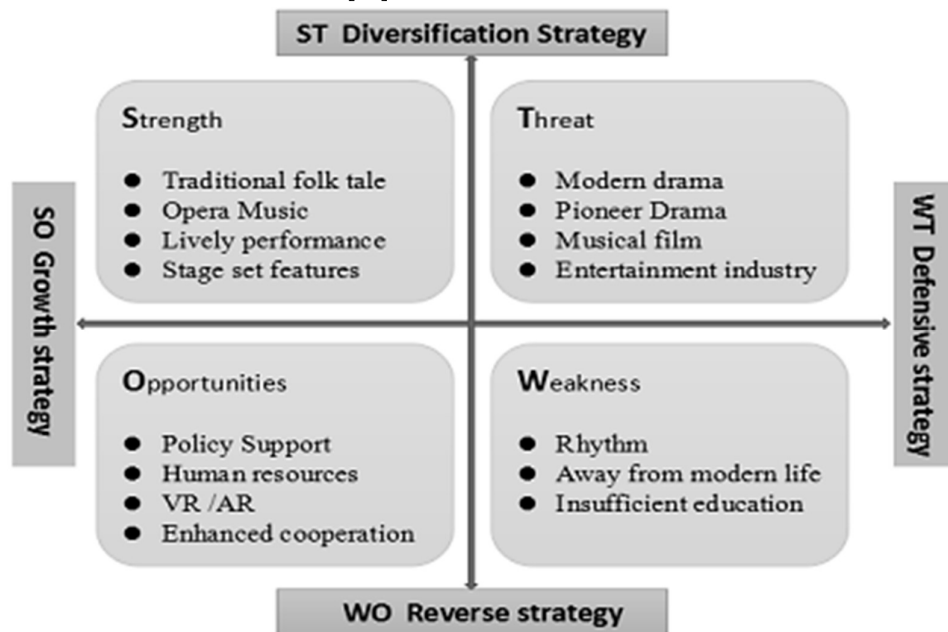 ST Diversification Strategy
Strength
Traditional folk tale
Opera Music
Lively performance
Stage set features
Threat
Modern drama
Pioneer Drama
Musical film
Entertainment industry
SO Growth strategy
WT Defensive strategy
Opportunities
Policy Support
Human resources
VR /AR
Enhanced cooperation
Weakness
Rhythm
Away from modern life
Insufficient education
WO Reverse strategy